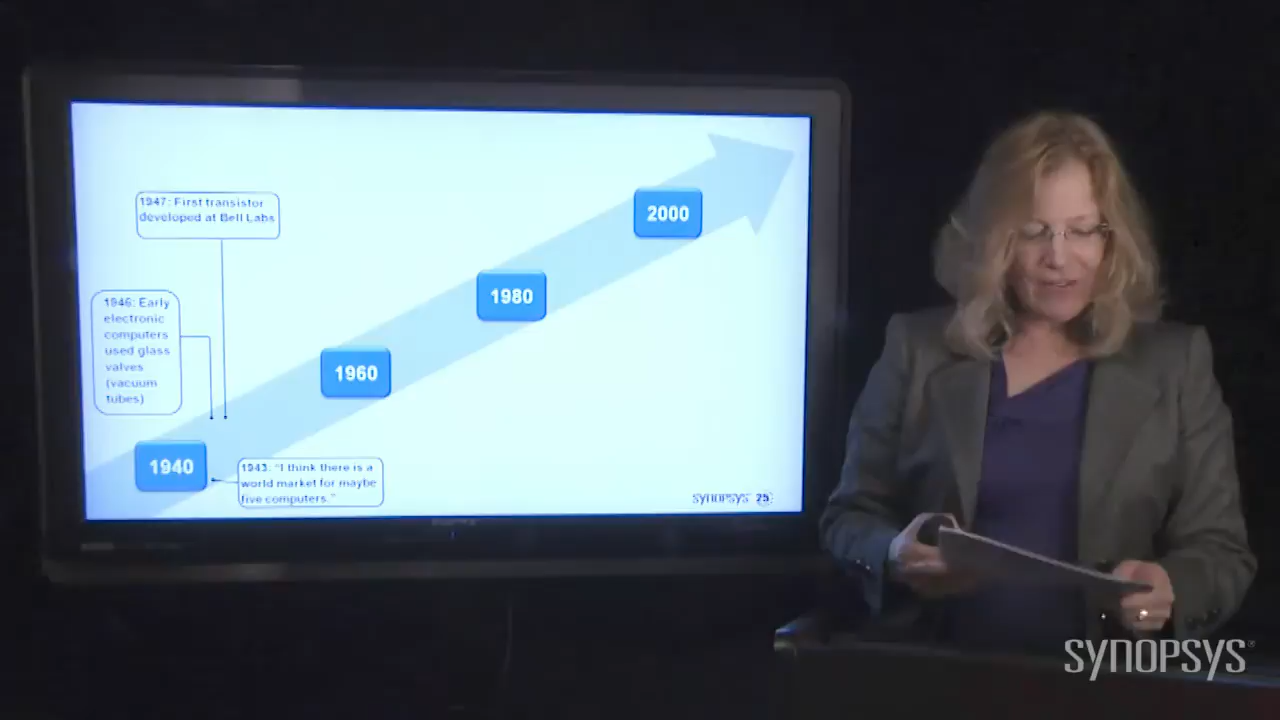 1947: First transistor
developed at Bell Labs
2000
1946: Early
electronic
computers
used glass
valves
(vacuum
tubes)
1980
1960
1940
1943: "I think there is a
world market for maybe
five computers."
SYNOPSYS 25
SYNOPSYS